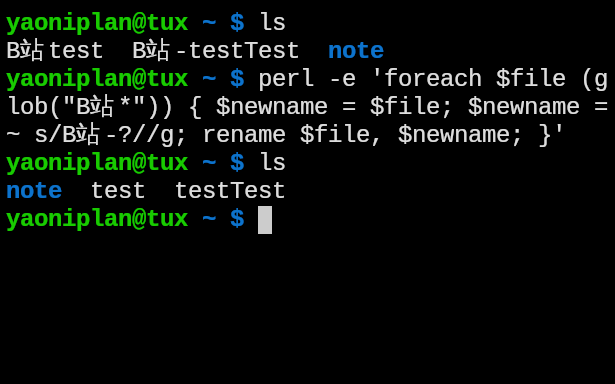 yaoniplan@tux ~ $ ls
B站test  B站-testTest  note
yaoniplan@tux ~ $ perl -e 'foreach $file (g
lob("B站*")) { $newname = $file; $newname =
~ s/B站-?//g; rename $file, $newname; }'
yaoniplan@tux ~ $ ls
note  test  testTest
yaoniplan@tux ~ $